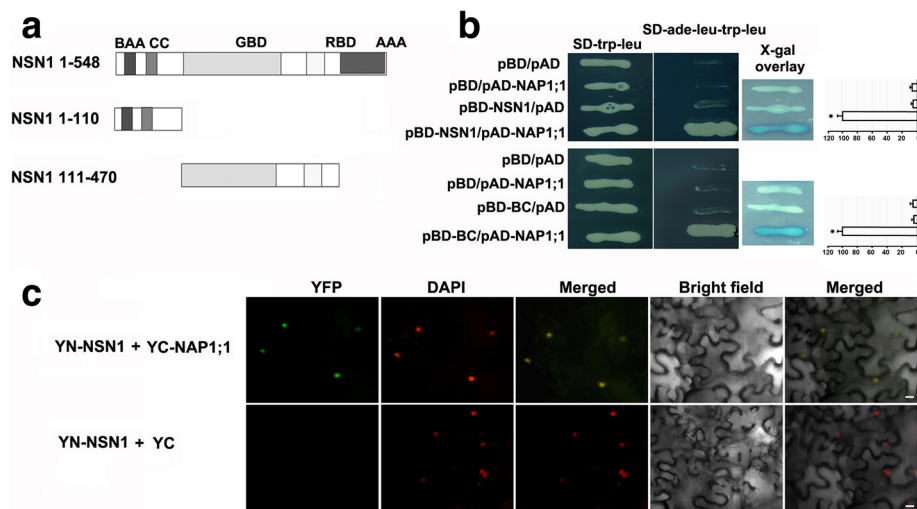 a
BAA CC GBD RBD AAA
NSN1 1-548
NSN1 1-110
NSN1 111-470
b
SD-ade-leu-trp-leu
SD-trp-leu
X-gal
overlay
pBD/pAD
pBD/pAD-NAP1;1
pBD-NSN1/pAD
pBD-NSN1/pAD-NAP1;1
120 100 80 60 40 20 0
pBD/pAD
pBD/pAD-NAP1;1
pBD-BC/pAD
pBD-BC/pAD-NAP1;1
120 100 80 60 40 20 0
c
YFP DAPI Merged Bright field Merged
YN-NSN1 + YC-NAP1;1
YN-NSN1 + YC